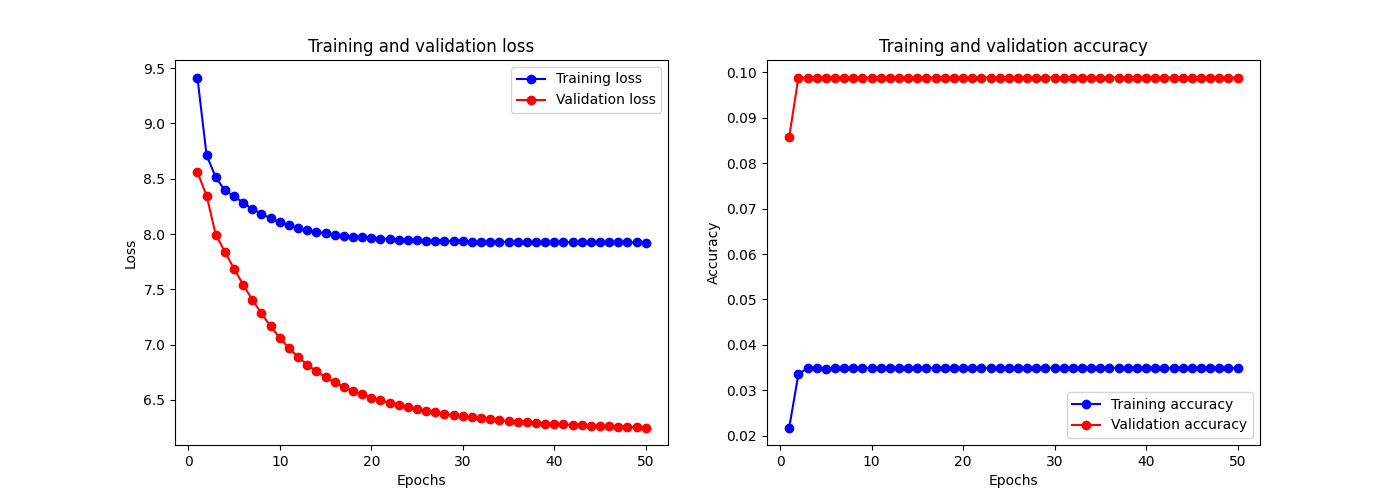 Training and validation loss
9.5
9.0
8.5
8.0
7.5
7.0
6.5
Loss
Training loss
Validation loss
0 10 20 30 40 50
Epochs
Training and validation accuracy
0.10
0.09
0.08
0.07
0.06
0.05
0.04
0.03
0.02
Accuracy
Training accuracy
Validation accuracy
0 10 20 30 40 50
Epochs